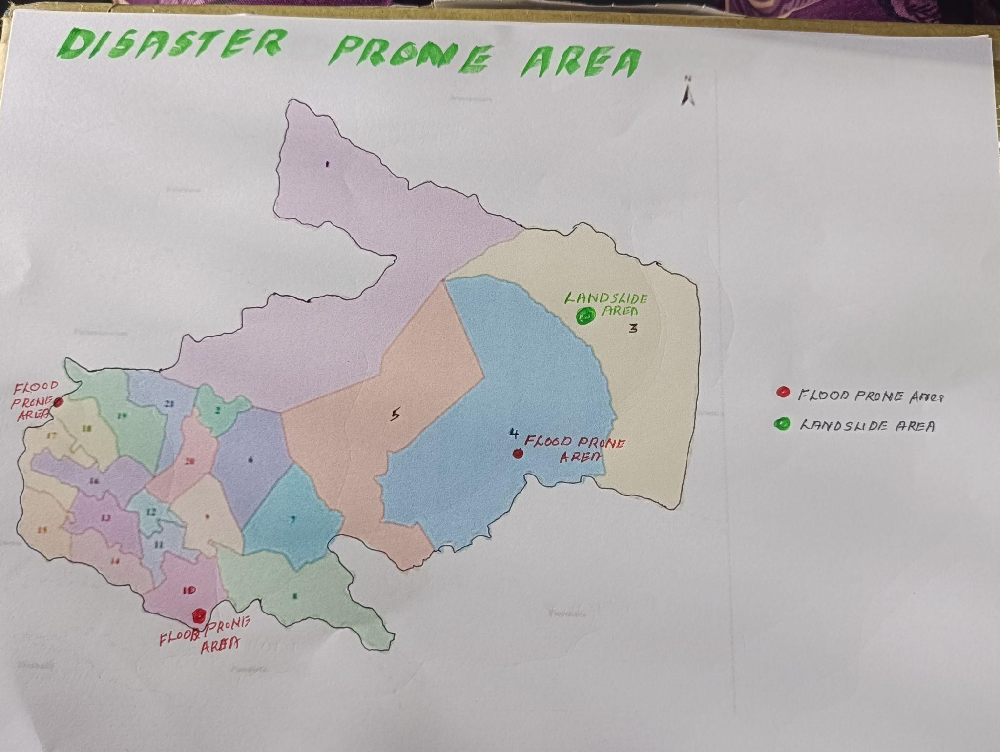 DISASTER PRONE AREA
N
1
LANDSLIDE
AREA
3
FLOOD
PRONE
AREA
21
2
19
18
17
5
4
FLOOD PRONE
AREA
20
6
16
12
9
7
13
15
11
14
10
8
FLOOD PRONE
AREA
FLOOD PRONE Area
LANDSLIDE AREA